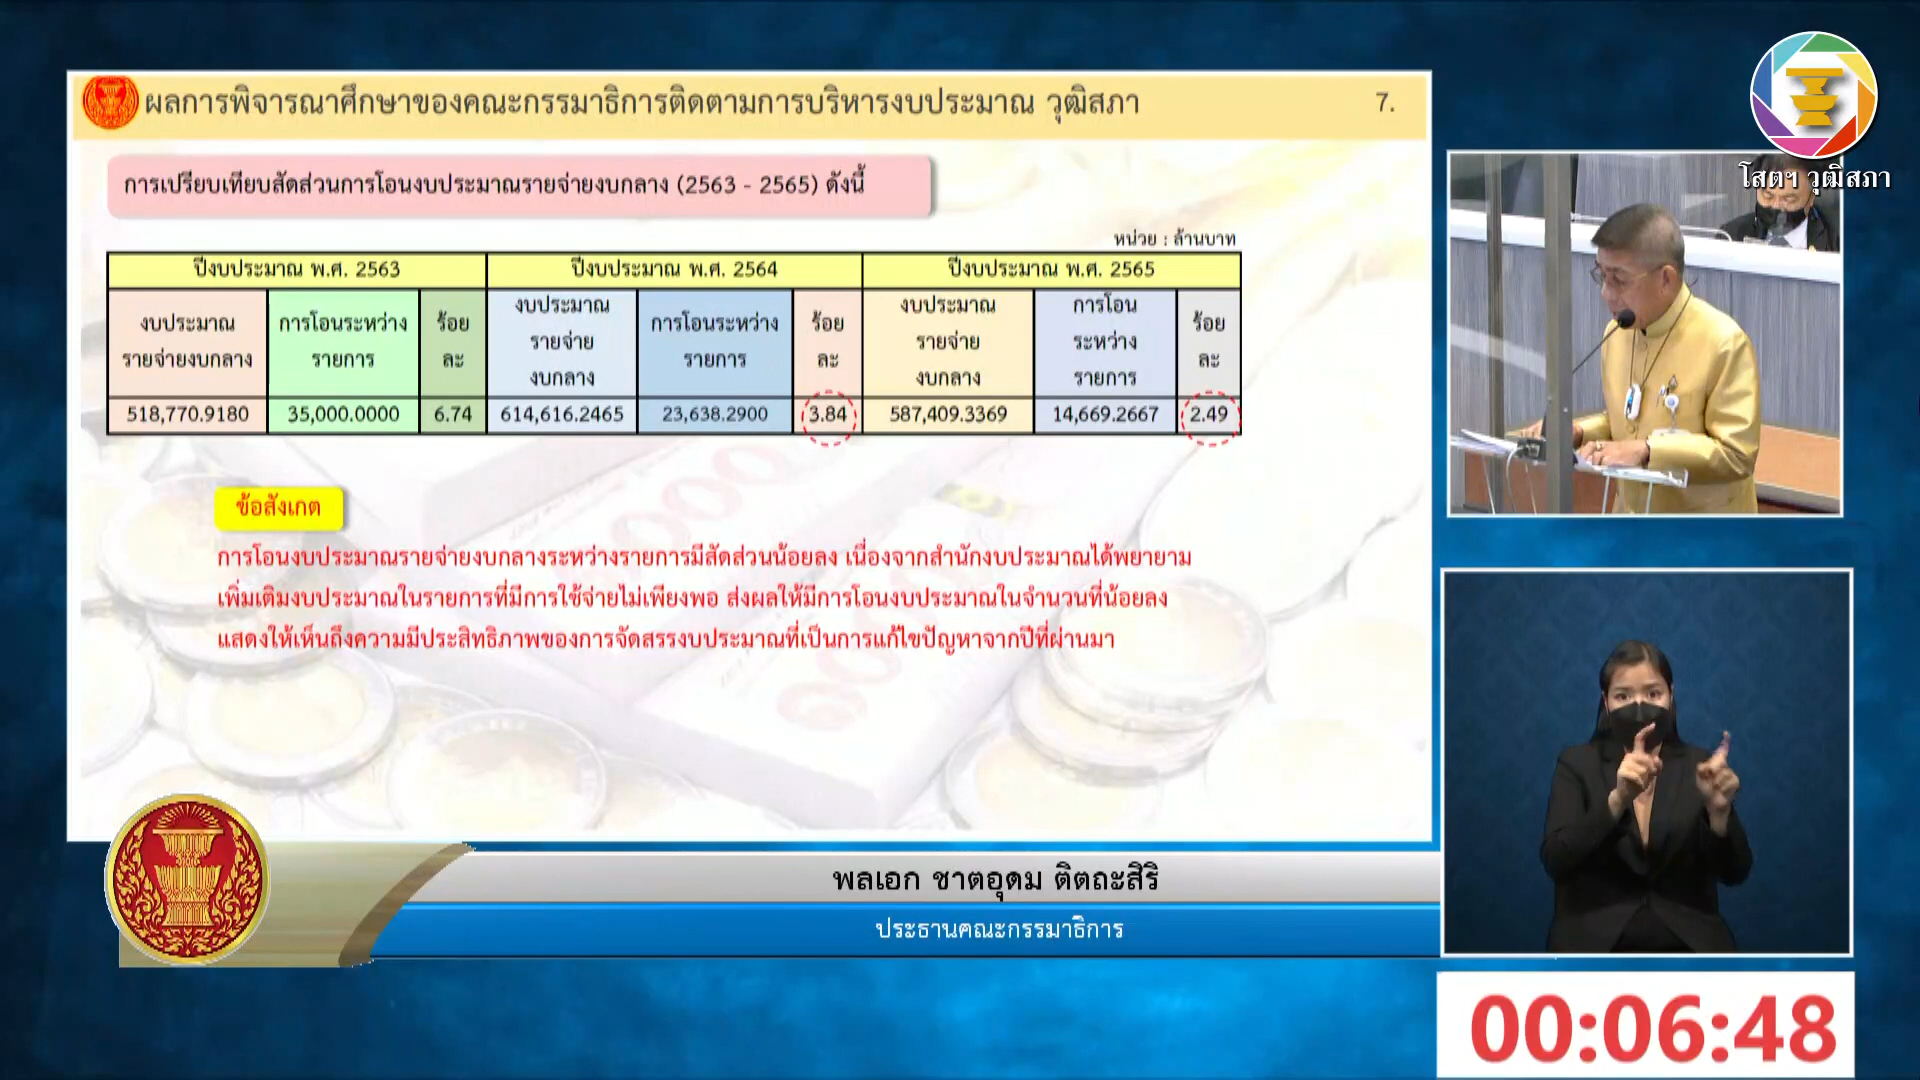 ผลการพิจารณาศึกษาของคณะกรรมาธิการติดตามการบริหารงบประมาณ วุฒิสภา 7.
โสตฯ วุฒิสภา
การเปรียบเทียบสัดส่วนการโอนงบประมาณรายจ่ายงบกลาง (2563 - 2565) ดังนี้
หน่วย : ล้านบาท
ปีงบประมาณ พ.ศ. 2563 ปีงบประมาณ พ.ศ. 2564 ปีงบประมาณ พ.ศ. 2565
งบประมาณ
รายจ่ายงบกลาง
การโอนระหว่าง
รายการ
ร้อย
ละ
งบประมาณ
รายจ่าย
งบกลาง
การโอนระหว่าง
รายการ
ร้อย
ละ
งบประมาณ
รายจ่าย
งบกลาง
การโอน
ระหว่าง
รายการ
ร้อย
ละ
518,770.9180 35,000.0000 6.74 614,616.2465 23,638.2900 3.84 587,409.3369 14,669.2667 2.49
ข้อสังเกต
การโอนงบประมาณรายจ่ายงบกลางระหว่างรายการมีสัดส่วนน้อยลง เนื่องจากสำนักงบประมาณได้พยายาม
เพิ่มเติมงบประมาณในรายการที่มีการใช้จ่ายไม่เพียงพอ ส่งผลให้มีการโอนงบประมาณในจำนวนที่น้อยลง
แสดงให้เห็นถึงความมีประสิทธิภาพของการจัดสรรงบประมาณที่เป็นการแก้ไขปัญหาจากปีที่ผ่านมา
พลเอก ชาตอุดม ติตถะสิริ
ประธานคณะกรรมาธิการ
00:06:48